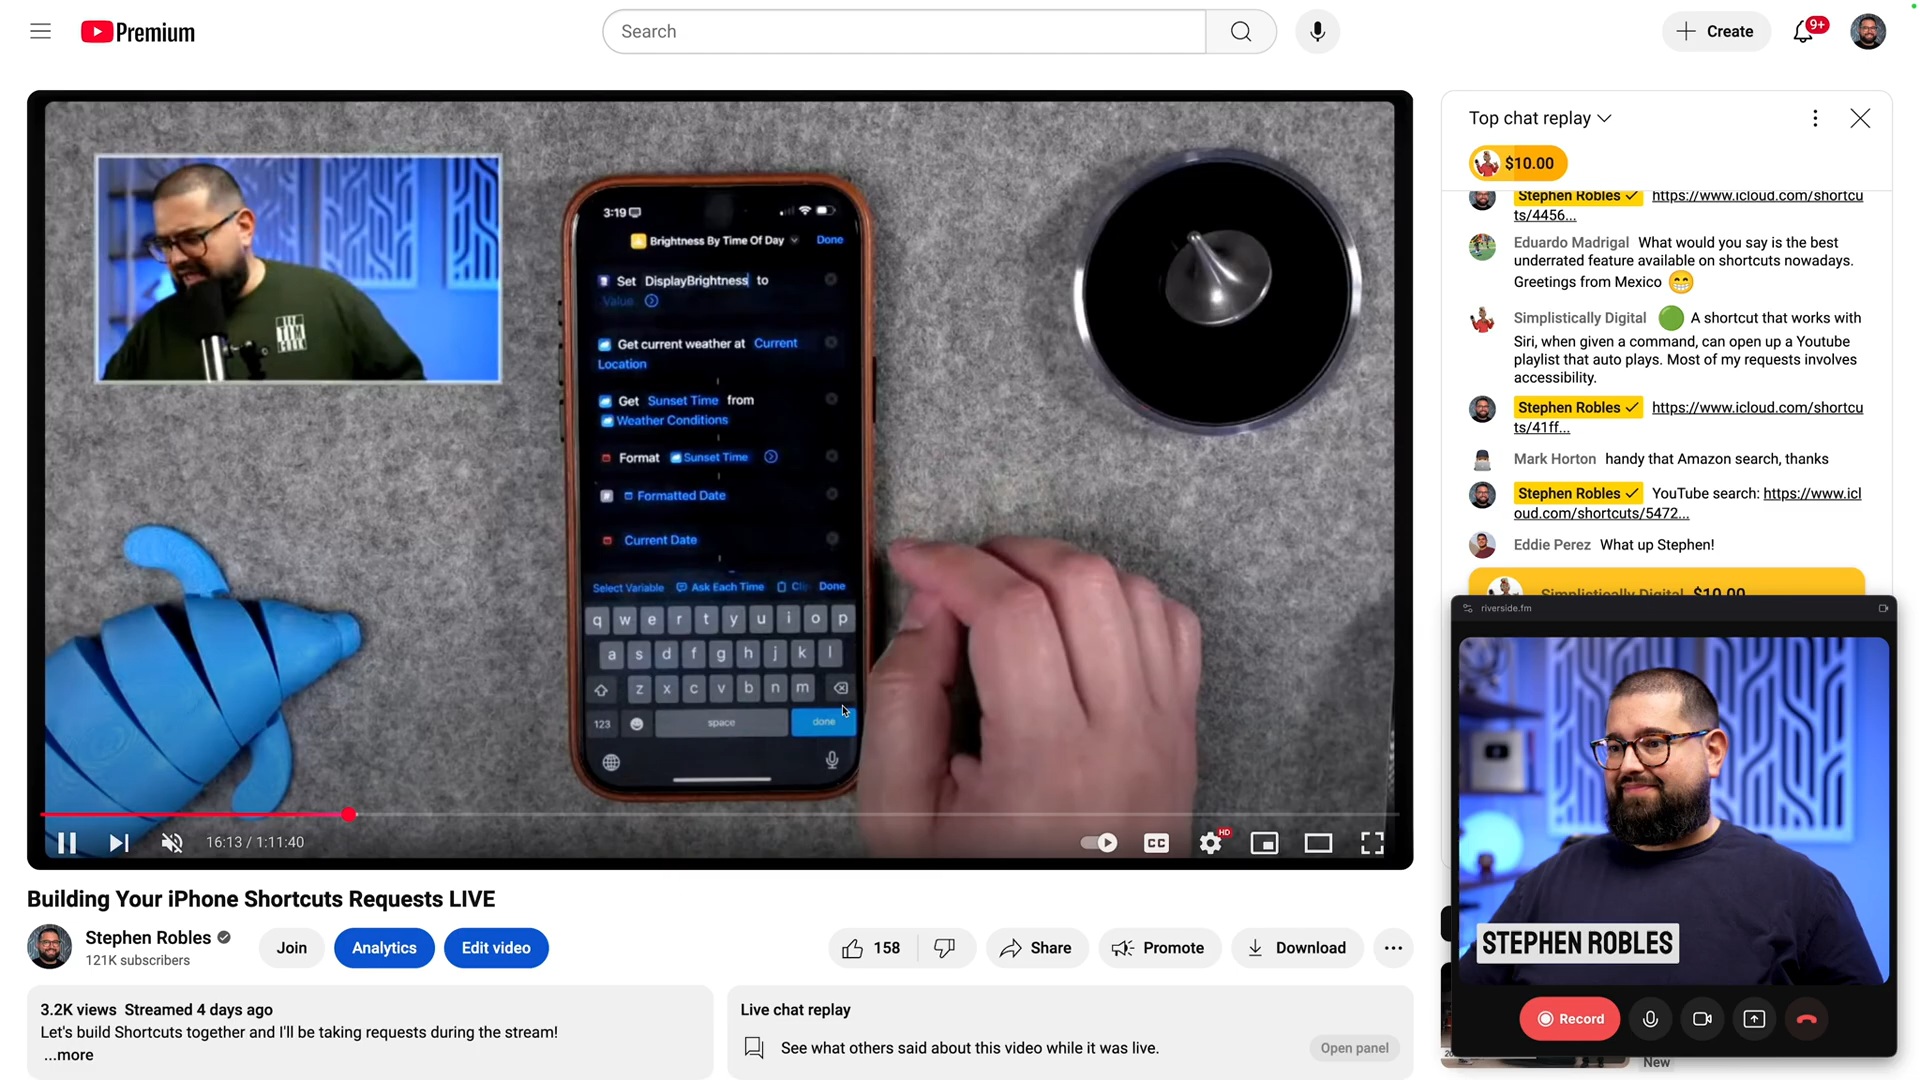 Premium
Search
Create
9+
3:19
Brightness By Time Of Day
Done
Set DisplayBrightness to
Value
Get current weather at Current
Location
Get Sunset Time from
Weather Conditions
Format Sunset Time
Formatted Date
Current Date
Select Variable Ask Each Time Cli Done
q w e r t y u i o p
a s d f g h j k l
z x c v b n m
123 space done
16:13 / 1:11:40
CC
HD
Building Your iPhone Shortcuts Requests LIVE
Stephen Robles
121K subscribers
Join
Analytics
Edit video
158
Share
Promote
Download
3.2K views Streamed 4 days ago
Let's build Shortcuts together and I'll be taking requests during the stream!
...more
Live chat replay
See what others said about this video while it was live.
Open panel
Top chat replay
$10.00
Stephen Robles https://www.icloud.com/shortcu
ts/4456...
Eduardo Madrigal What would you say is the best
underrated feature available on shortcuts nowadays.
Greetings from Mexico
Simplistically Digital A shortcut that works with
Siri, when given a command, can open up a Youtube
playlist that auto plays. Most of my requests involves
accessibility.
Stephen Robles https://www.icloud.com/shortcu
ts/41ff...
Mark Horton handy that Amazon search, thanks
Stephen Robles YouTube search: https://www.icl
oud.com/shortcuts/5472...
Eddie Perez What up Stephen!
Simplistically Digital $10.00
riverside.fm
STEPHEN ROBLES
Record
New